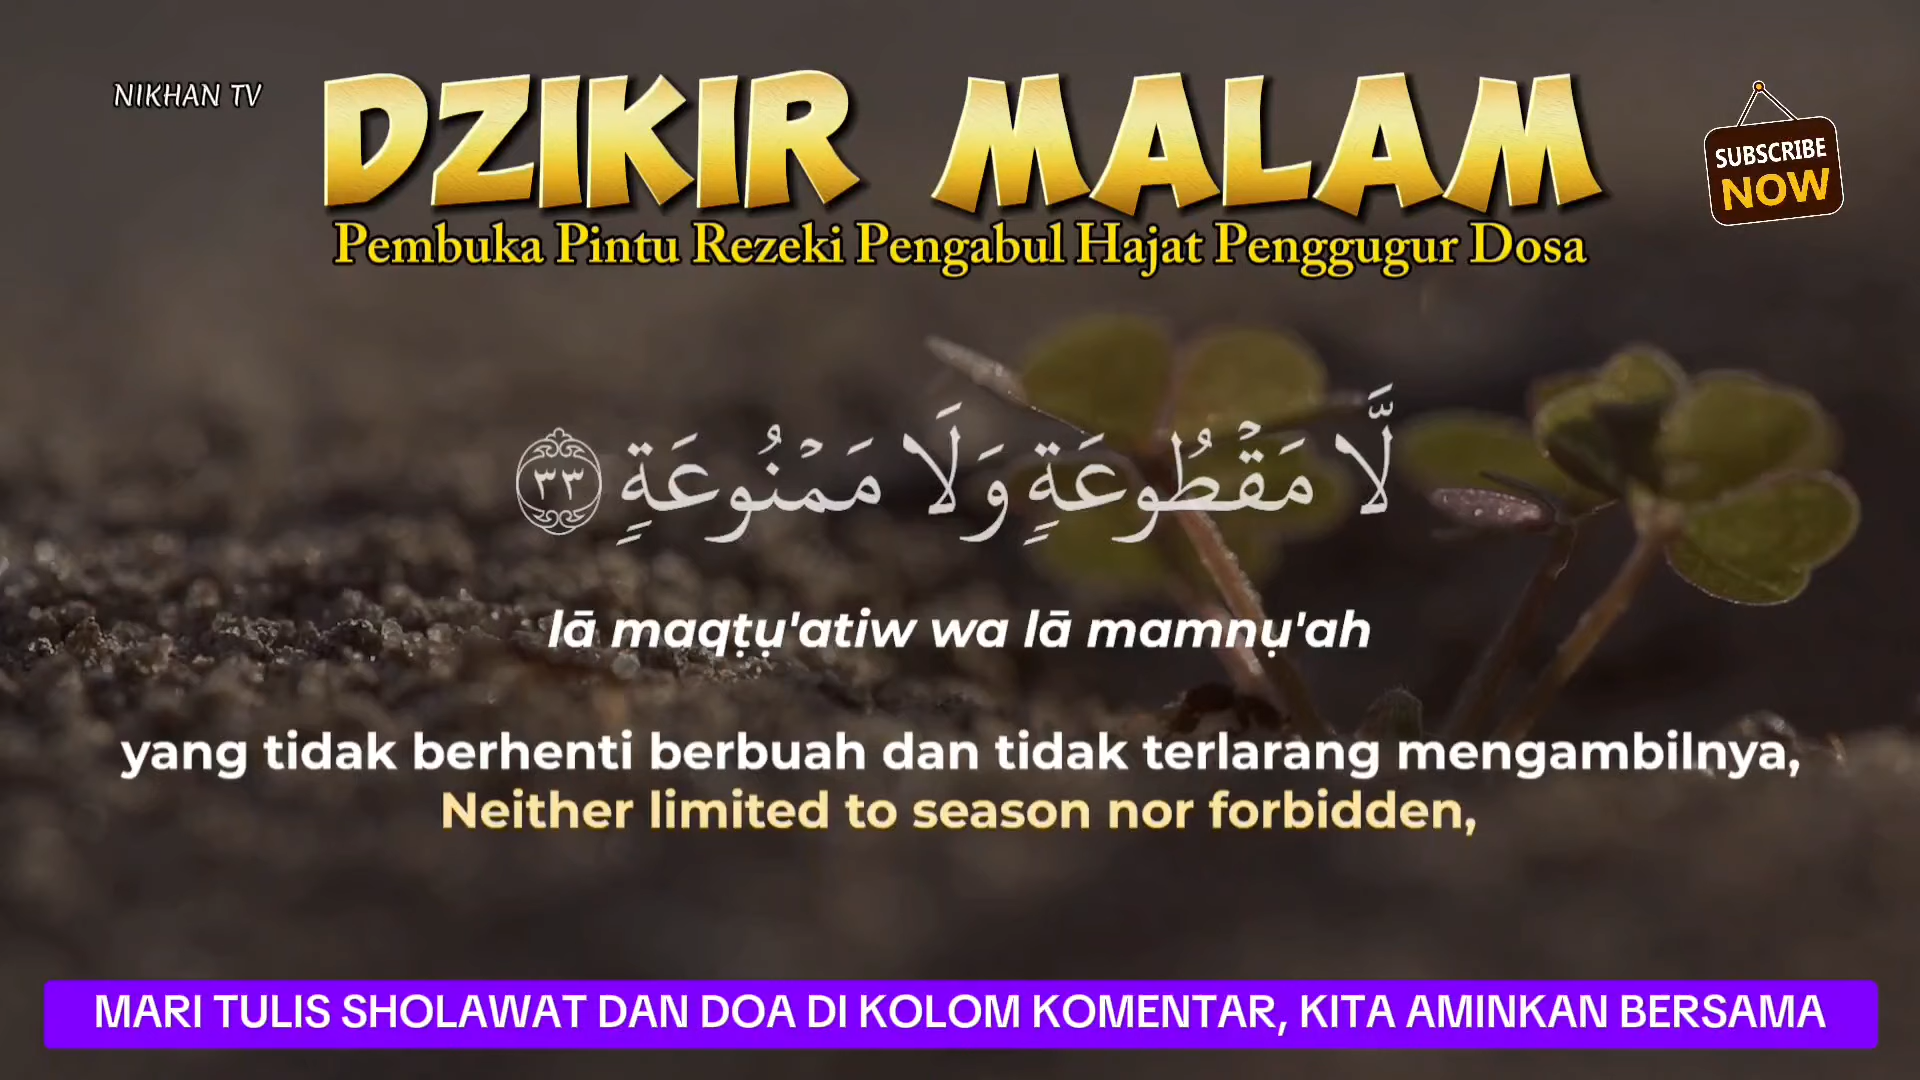 NIKHAN TV
DZIKIR MALAM
SUBSCRIBE
NOW
Pembuka Pintu Rezeki Pengabul Hajat Penggugur Dosa
لَّا مَقۡطُوعَةٍ وَلَا مَمۡنُوعَةٍ ٣٣
lā maqṭụ'atiw wa lā mamnụ'ah
yang tidak berhenti berbuah dan tidak terlarang mengambilnya,
Neither limited to season nor forbidden,
MARI TULIS SHOLAWAT DAN DOA DI KOLOM KOMENTAR, KITA AMINKAN BERSAMA